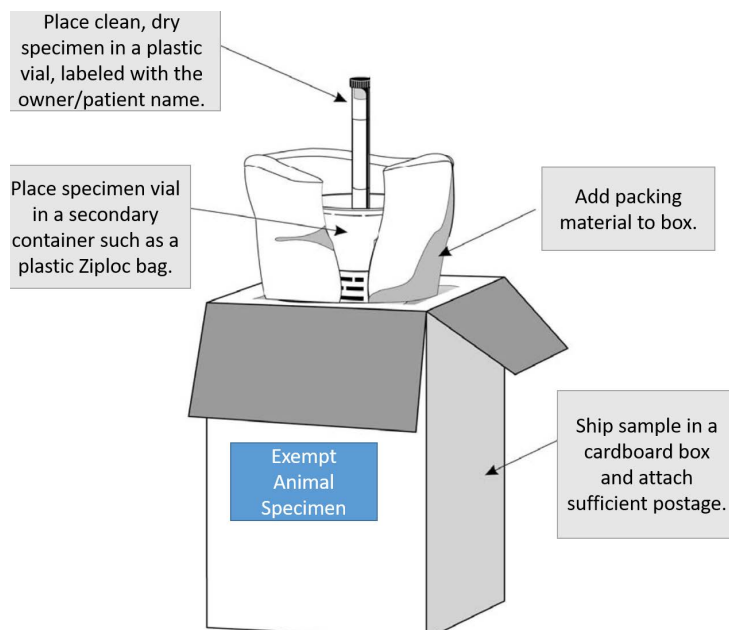 Place clean, dry
specimen in a plastic
vial, labeled with the
owner/patient name.
Place specimen vial
in a secondary
container such as a
plastic Ziploc bag.
Add packing
material to box.
Ship sample in a
cardboard box
and attach
sufficient postage.
Exempt
Animal
Specimen